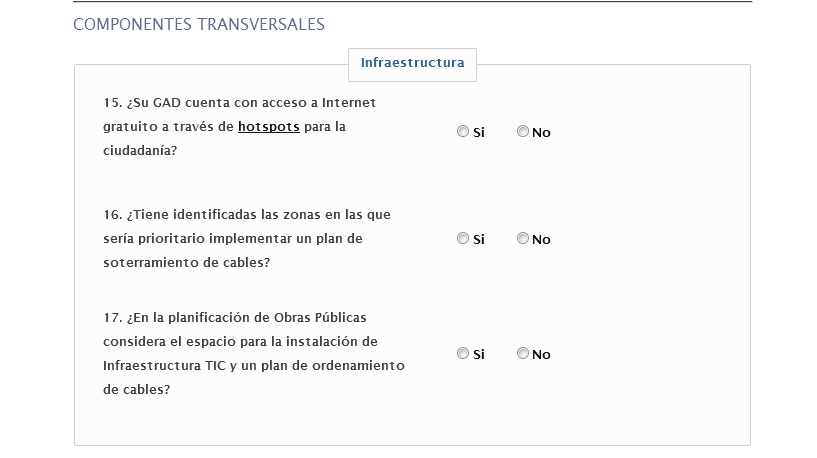 COMPONENTES TRANSVERSALES
Infraestructura
15. ¿Su GAD cuenta con acceso a Internet
gratuito a través de hotspots para la
ciudadanía?
Si No
16. ¿Tiene identificadas las zonas en las que
sería prioritario implementar un plan de
soterramiento de cables?
Si No
17. ¿En la planificación de Obras Públicas
considera el espacio para la instalación de
Infraestructura TIC y un plan de ordenamiento
de cables?
Si No